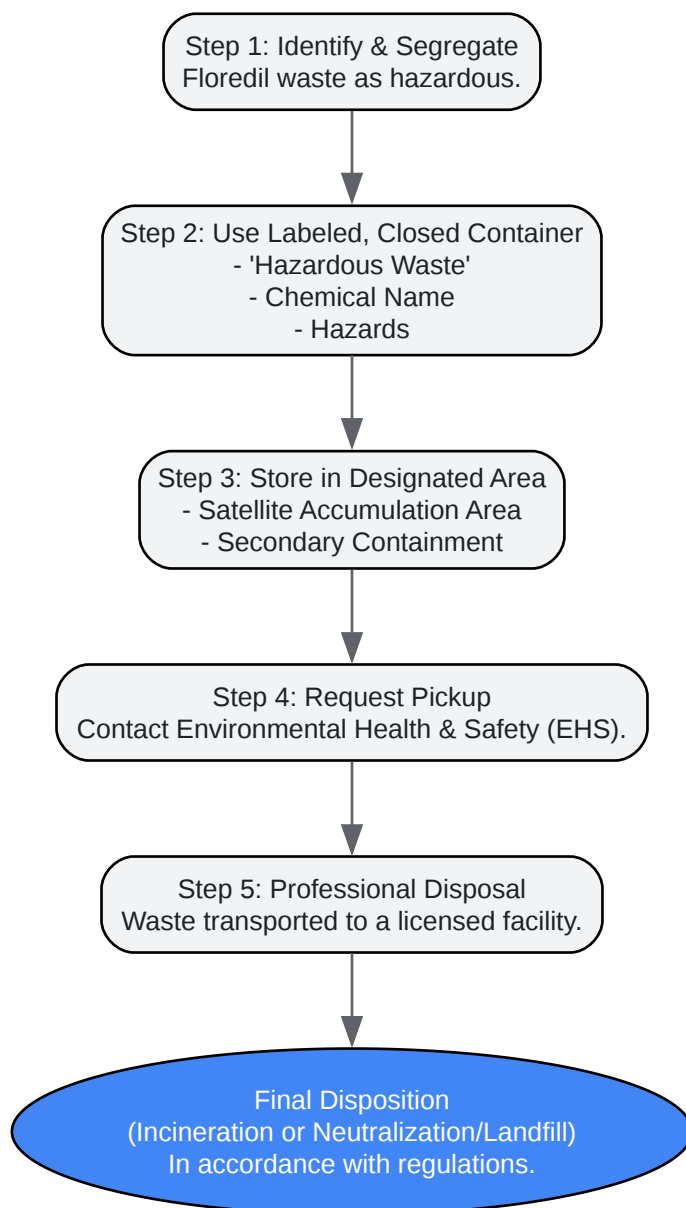 Step 1: Identify & Segregate
Floredil waste as hazardous.
Step 2: Use Labeled, Closed Container
- 'Hazardous Waste'
- Chemical Name
- Hazards
Step 3: Store in Designated Area
- Satellite Accumulation Area
- Secondary Containment
Step 4: Request Pickup
Contact Environmental Health & Safety (EHS).
Step 5: Professional Disposal
Waste transported to a licensed facility.
Final Disposition
(Incineration or Neutralization/Landfill)
In accordance with regulations.